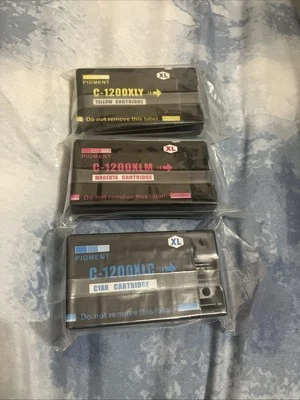 PIGMENT
XL
C-1200XLY
YELLOW CARTRIDGE
Do not remove this label.
PIGMENT
XL
C-1200XLM
MAGENTA CARTRIDGE
Do not remove this label.
PIGMENT
XL
C-1200XLC
CYAN CARTRIDGE
Do not remove this label.